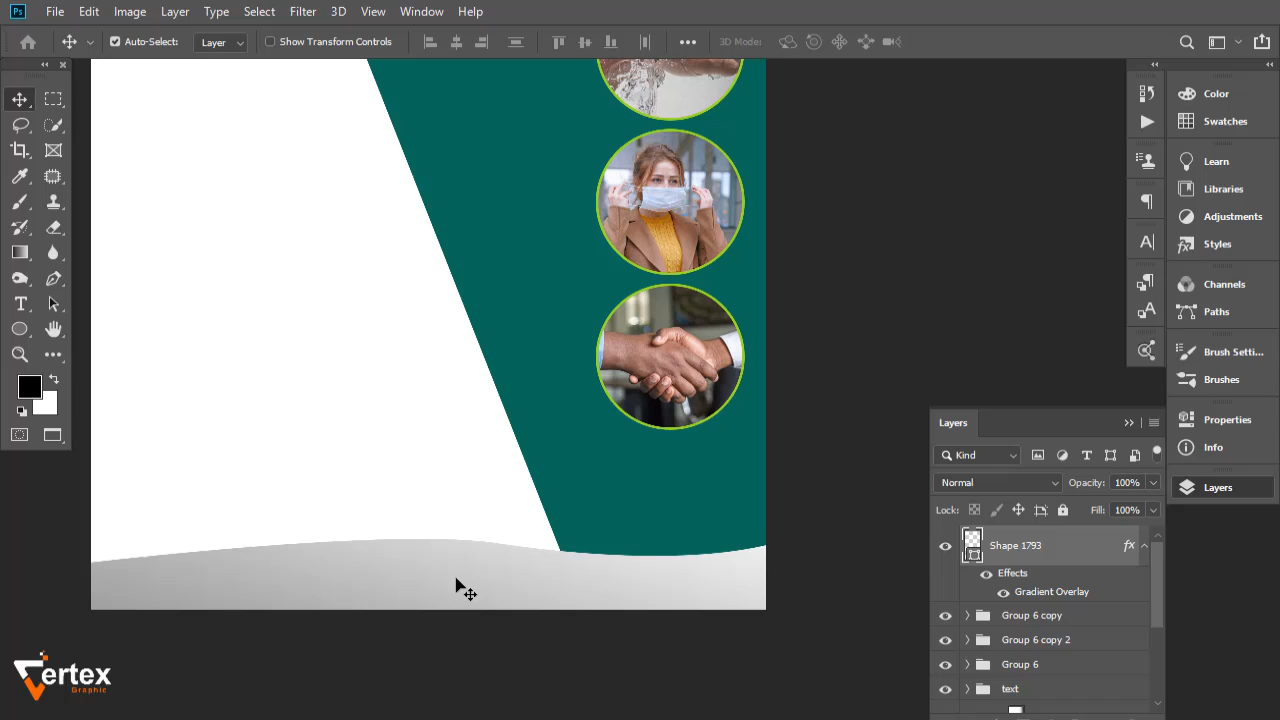 Ps File Edit Image Layer Type Select Filter 3D View Window Help
Auto-Select: Layer Show Transform Controls 3D Mode:
Color
Swatches
Learn
Libraries
Adjustments
Styles
Channels
Paths
Brush Setti...
Brushes
Properties
Info
Layers
Layers
Kind
Normal Opacity: 100%
Lock: Fill: 100%
Shape 1793 fx
Effects
Gradient Overlay
Group 6 copy
Group 6 copy 2
Group 6
text
Vertex
Graphic